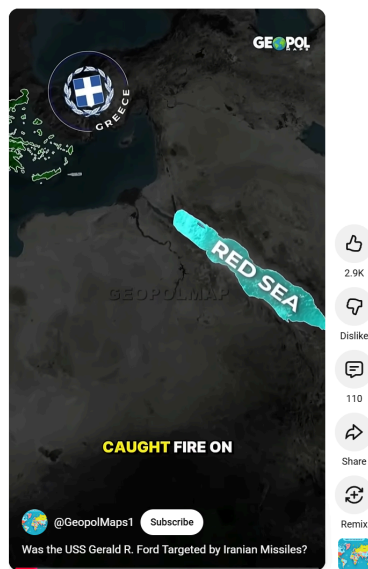 GEOPOL
MAPS
GREECE
RED SEA
GEOPOLMAP
CAUGHT FIRE ON
2.9K
Dislike
110
Share
Remix
@GeopolMaps1
Subscribe
Was the USS Gerald R. Ford Targeted by Iranian Missiles?